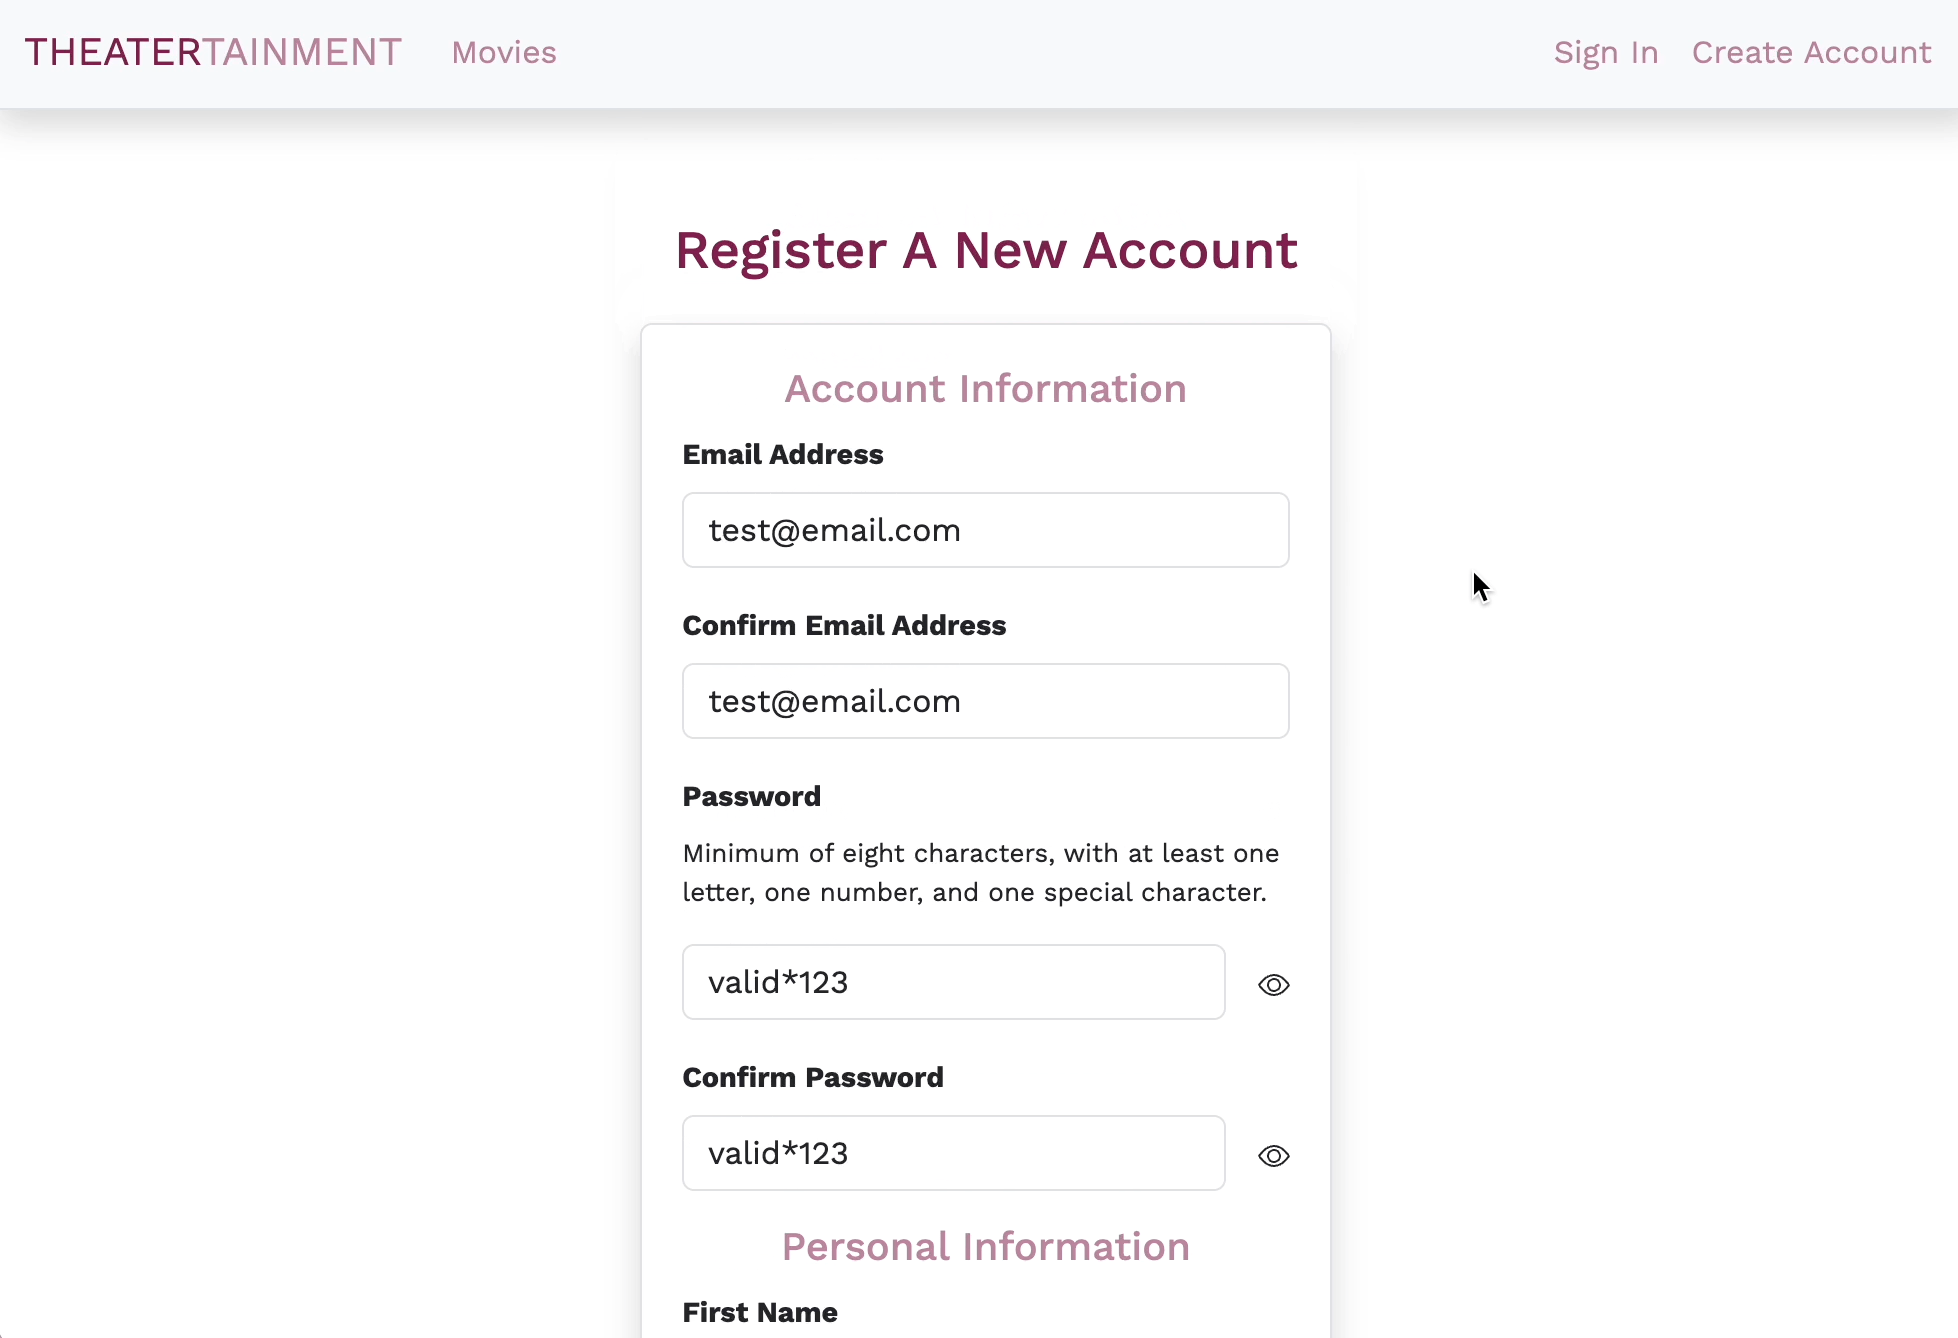 THEATERTAINMENT Movies Sign In Create Account
Register A New Account
Account Information
Email Address
test@email.com
Confirm Email Address
test@email.com
Password
Minimum of eight characters, with at least one
letter, one number, and one special character.
valid*123
Confirm Password
valid*123
Personal Information
First Name